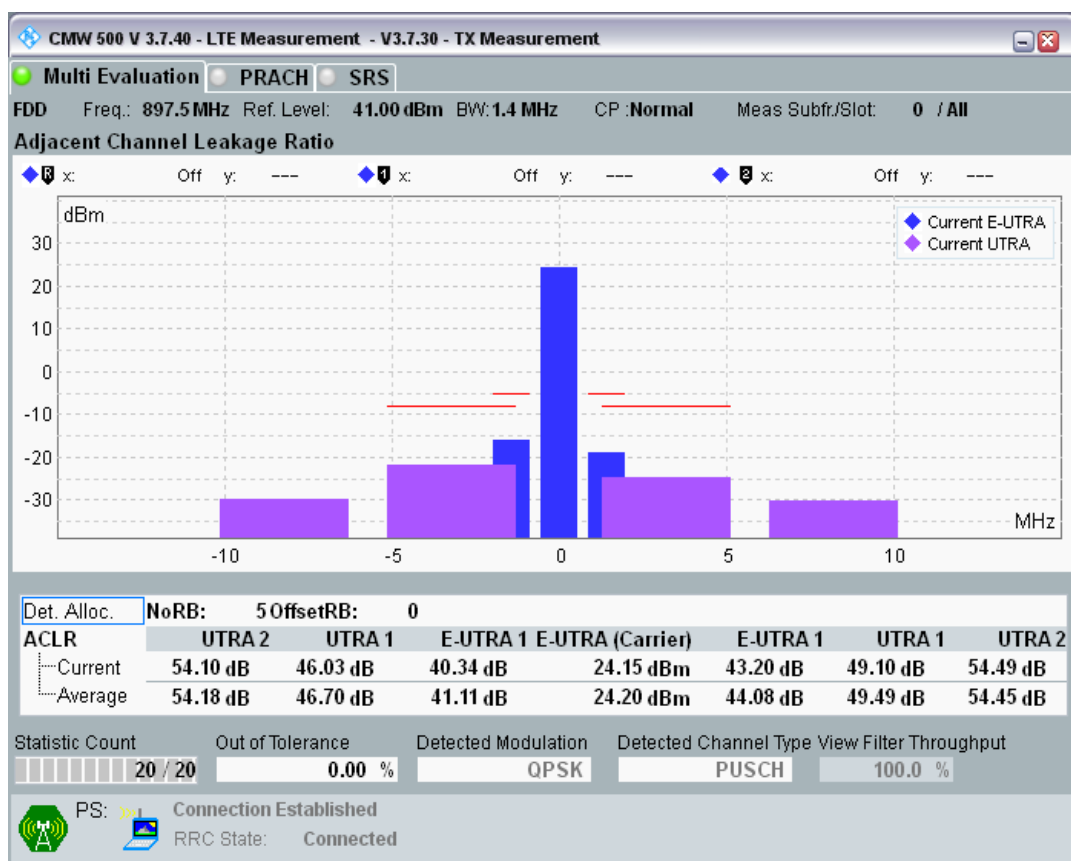 CMW 500 V 3.7.40 - LTE Measurement - V3.7.30 - TX Measurement
Multi Evaluation PRACH SRS
FDD Freq.: 897.5 MHz Ref. Level: 41.00 dBm BW: 1.4 MHz CP :Normal Meas Subfr./Slot: 0 / All
Adjacent Channel Leakage Ratio
R x: Off y: --- 1 x: Off y: --- 2 x: Off y: ---
dBm
Current E-UTRA
Current UTRA
30
20
10
0
-10
-20
-30
MHz
-10 -5 0 5 10
Det. Alloc. NoRB: 5 OffsetRB: 0
ACLR UTRA 2 UTRA 1 E-UTRA 1 E-UTRA (Carrier) E-UTRA 1 UTRA 1 UTRA 2
Current 54.10 dB 46.03 dB 40.34 dB 24.15 dBm 43.20 dB 49.10 dB 54.49 dB
Average 54.18 dB 46.70 dB 41.11 dB 24.20 dBm 44.08 dB 49.49 dB 54.45 dB
Statistic Count Out of Tolerance Detected Modulation Detected Channel Type View Filter Throughput
20 / 20 0.00 % QPSK PUSCH 100.0 %
PS: Connection Established
RRC State: Connected